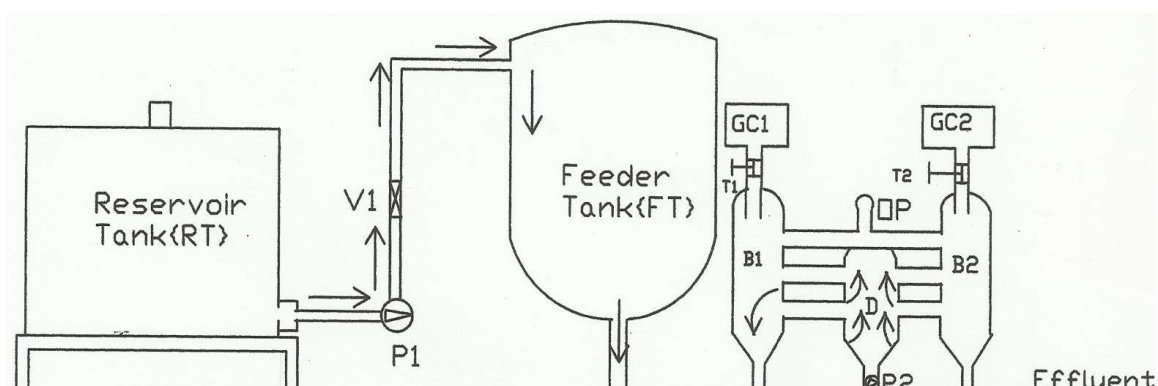 Reservoir
Tank{RT}
V1
P1
Feeder
Tank{FT}
GC1
T1
B1
P
D
P2
GC2
T2
B2
Effluent